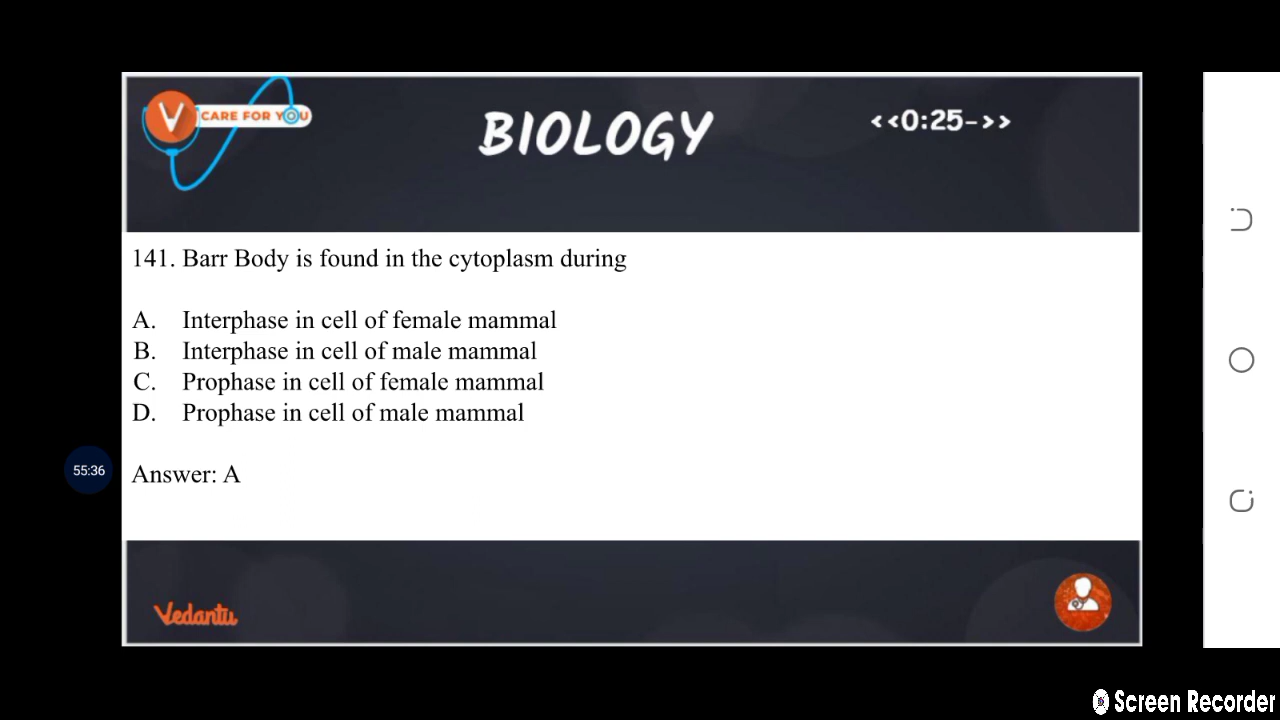 V CARE FOR YOU
BIOLOGY
<<0:25->>
141. Barr Body is found in the cytoplasm during
A. Interphase in cell of female mammal
B. Interphase in cell of male mammal
C. Prophase in cell of female mammal
D. Prophase in cell of male mammal
55:36
Answer: A
Vedantu
Screen Recorder